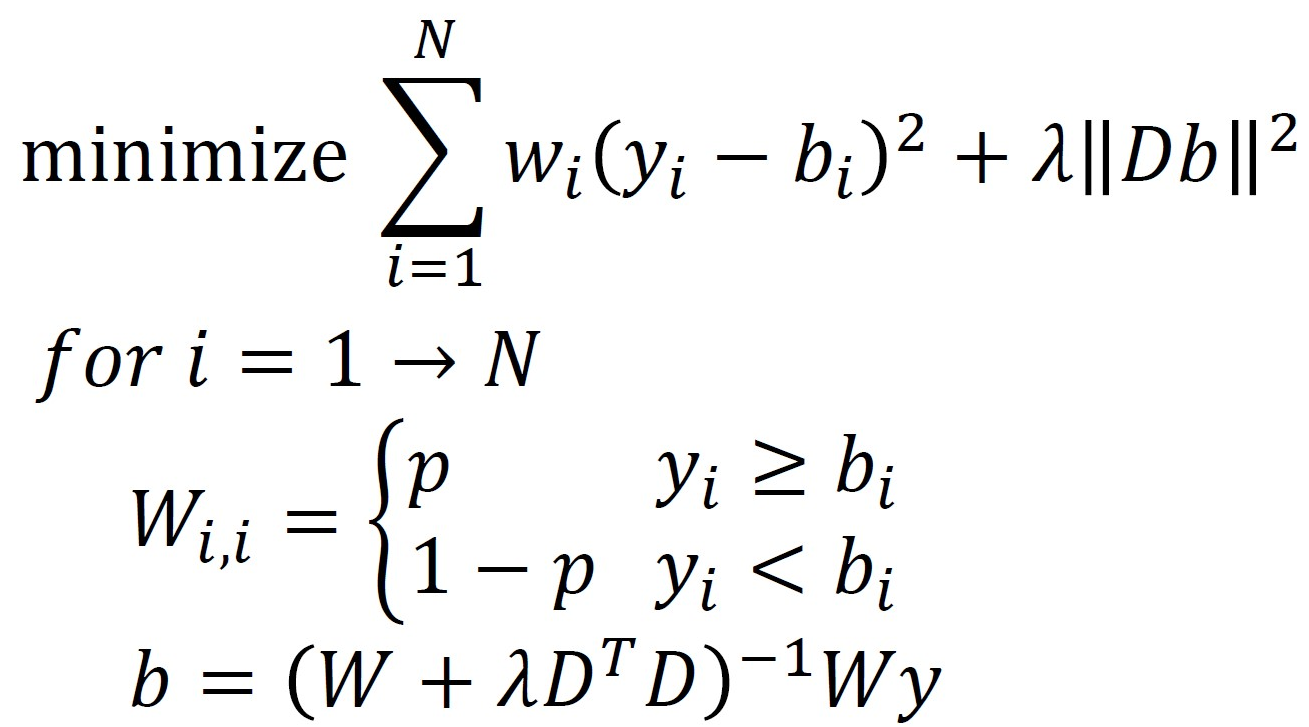 minimize ∑_{i=1}^{N} w_i(y_i − b_i)^2 + λ‖Db‖^2
for i = 1 → N
W_{i,i} = { p y_i ≥ b_i
1 − p y_i < b_i
b = (W + λD^T D)^{−1}Wy